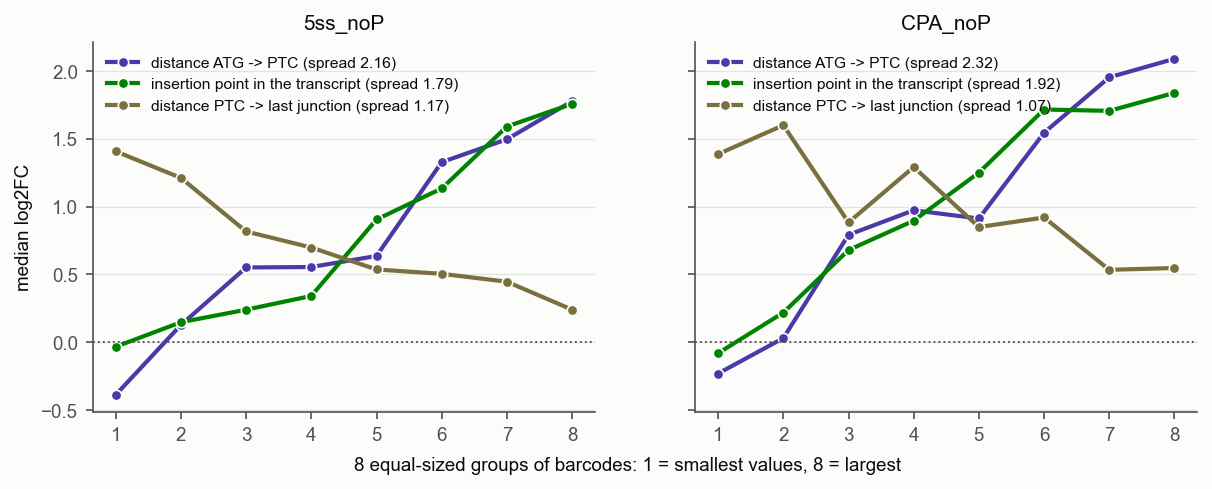 5ss_noP
CPA_noP
distance ATG -> PTC (spread 2.16)
insertion point in the transcript (spread 1.79)
distance PTC -> last junction (spread 1.17)
distance ATG -> PTC (spread 2.32)
insertion point in the transcript (spread 1.92)
distance PTC -> last junction (spread 1.07)
median log2FC
2.0
1.5
1.0
0.5
0.0
−0.5
1 2 3 4 5 6 7 8
1 2 3 4 5 6 7 8
8 equal-sized groups of barcodes: 1 = smallest values, 8 = largest